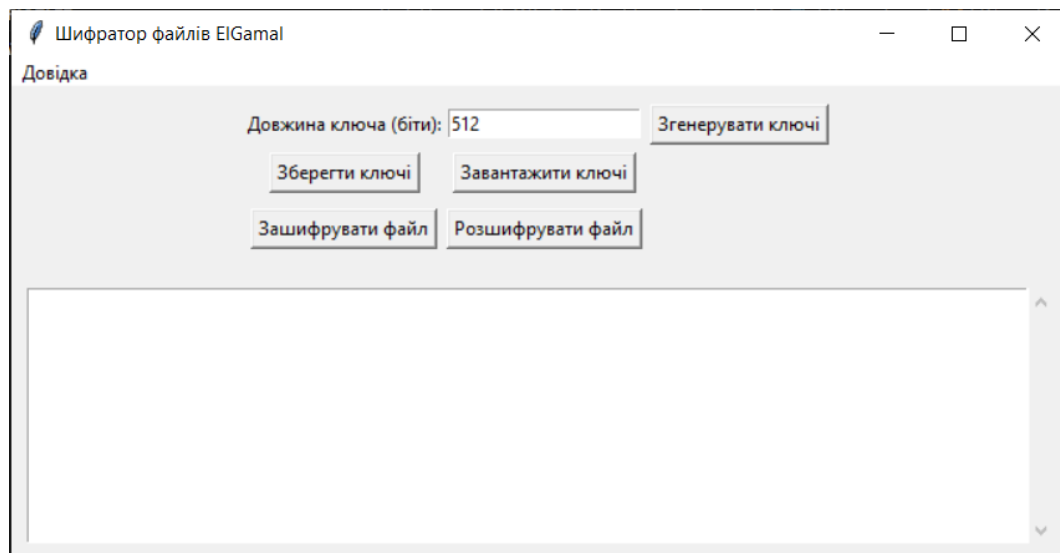 Шифратор файлів ElGamal
Довідка
Довжина ключа (біти): 512 Згенерувати ключі
Зберегти ключі Завантажити ключі
Зашифрувати файл Розшифрувати файл